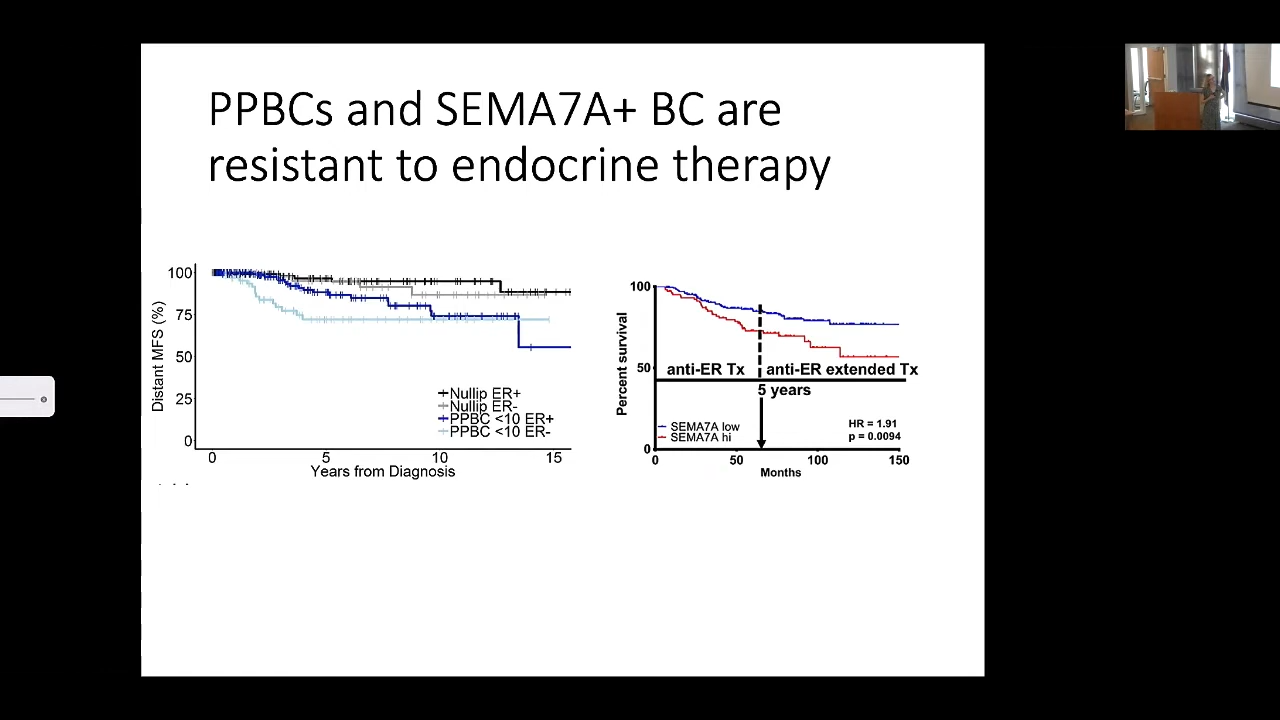 PPBCs and SEMA7A+ BC are
resistant to endocrine therapy
100
75
50
25
0
Distant MFS (%)
Nullip ER+
Nullip ER-
PPBC <10 ER+
PPBC <10 ER-
0 5 10 15
Years from Diagnosis
100
50
0
Percent survival
anti-ER Tx
anti-ER extended Tx
5 years
SEMA7A low
SEMA7A hi
HR = 1.91
p = 0.0094
0 50 100 150
Months